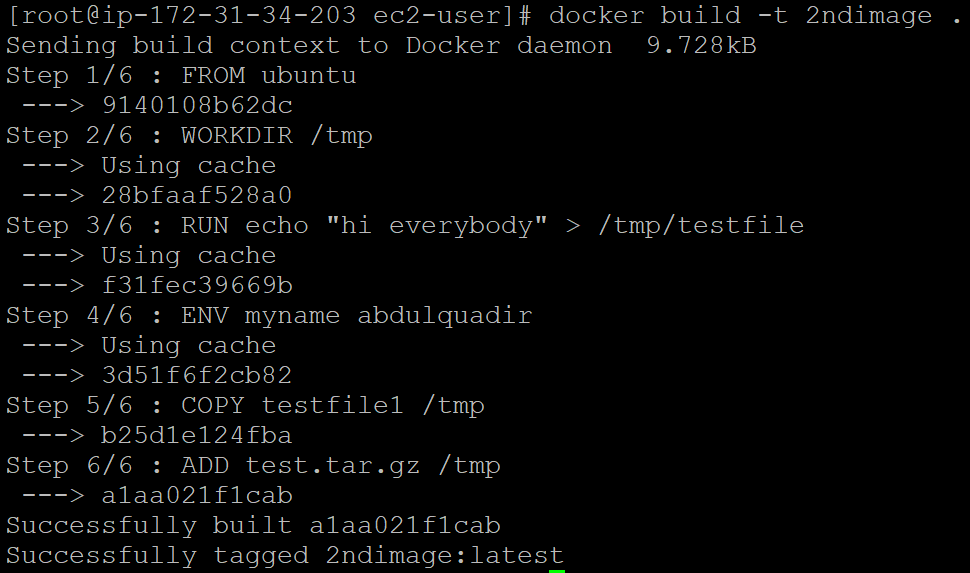 [root@ip-172-31-34-203 ec2-user]# docker build -t 2ndimage .
Sending build context to Docker daemon  9.728kB
Step 1/6 : FROM ubuntu
 ---> 9140108b62dc
Step 2/6 : WORKDIR /tmp
 ---> Using cache
 ---> 28bfaaf528a0
Step 3/6 : RUN echo "hi everybody" > /tmp/testfile
 ---> Using cache
 ---> f31fec39669b
Step 4/6 : ENV myname abdulquadir
 ---> Using cache
 ---> 3d51f6f2cb82
Step 5/6 : COPY testfile1 /tmp
 ---> b25d1e124fba
Step 6/6 : ADD test.tar.gz /tmp
 ---> a1aa021f1cab
Successfully built a1aa021f1cab
Successfully tagged 2ndimage:latest